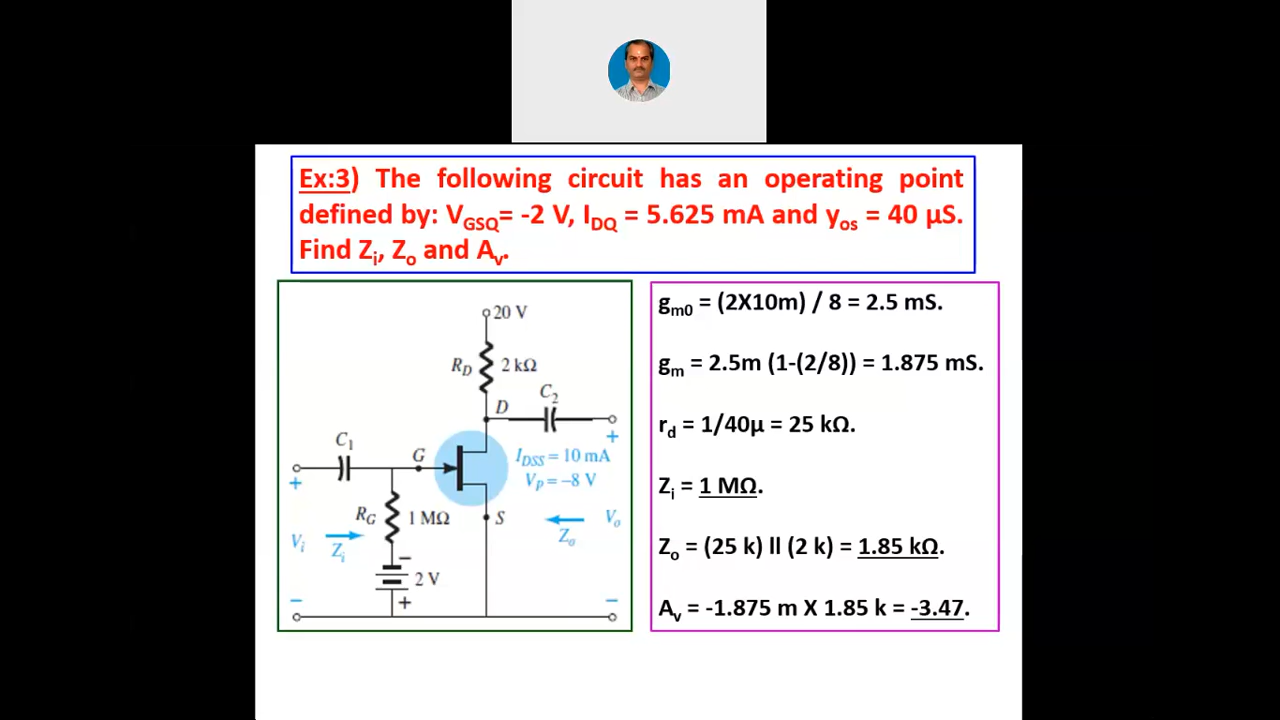 Ex:3) The following circuit has an operating point
defined by: VGSQ= -2 V, IDQ = 5.625 mA and yos = 40 µS.
Find Zi, Zo and Av.
20 V
RD
2 kΩ
C2
D
+
C1
G
IDSS = 10 mA
VP = –8 V
+
RG
1 MΩ
S
Vo
Zo
Vi
Zi
–
2 V
+
–
–
gm0 = (2X10m) / 8 = 2.5 mS.
gm = 2.5m (1-(2/8)) = 1.875 mS.
rd = 1/40µ = 25 kΩ.
Zi = 1 MΩ.
Zo = (25 k) ll (2 k) = 1.85 kΩ.
Av = -1.875 m X 1.85 k = -3.47.